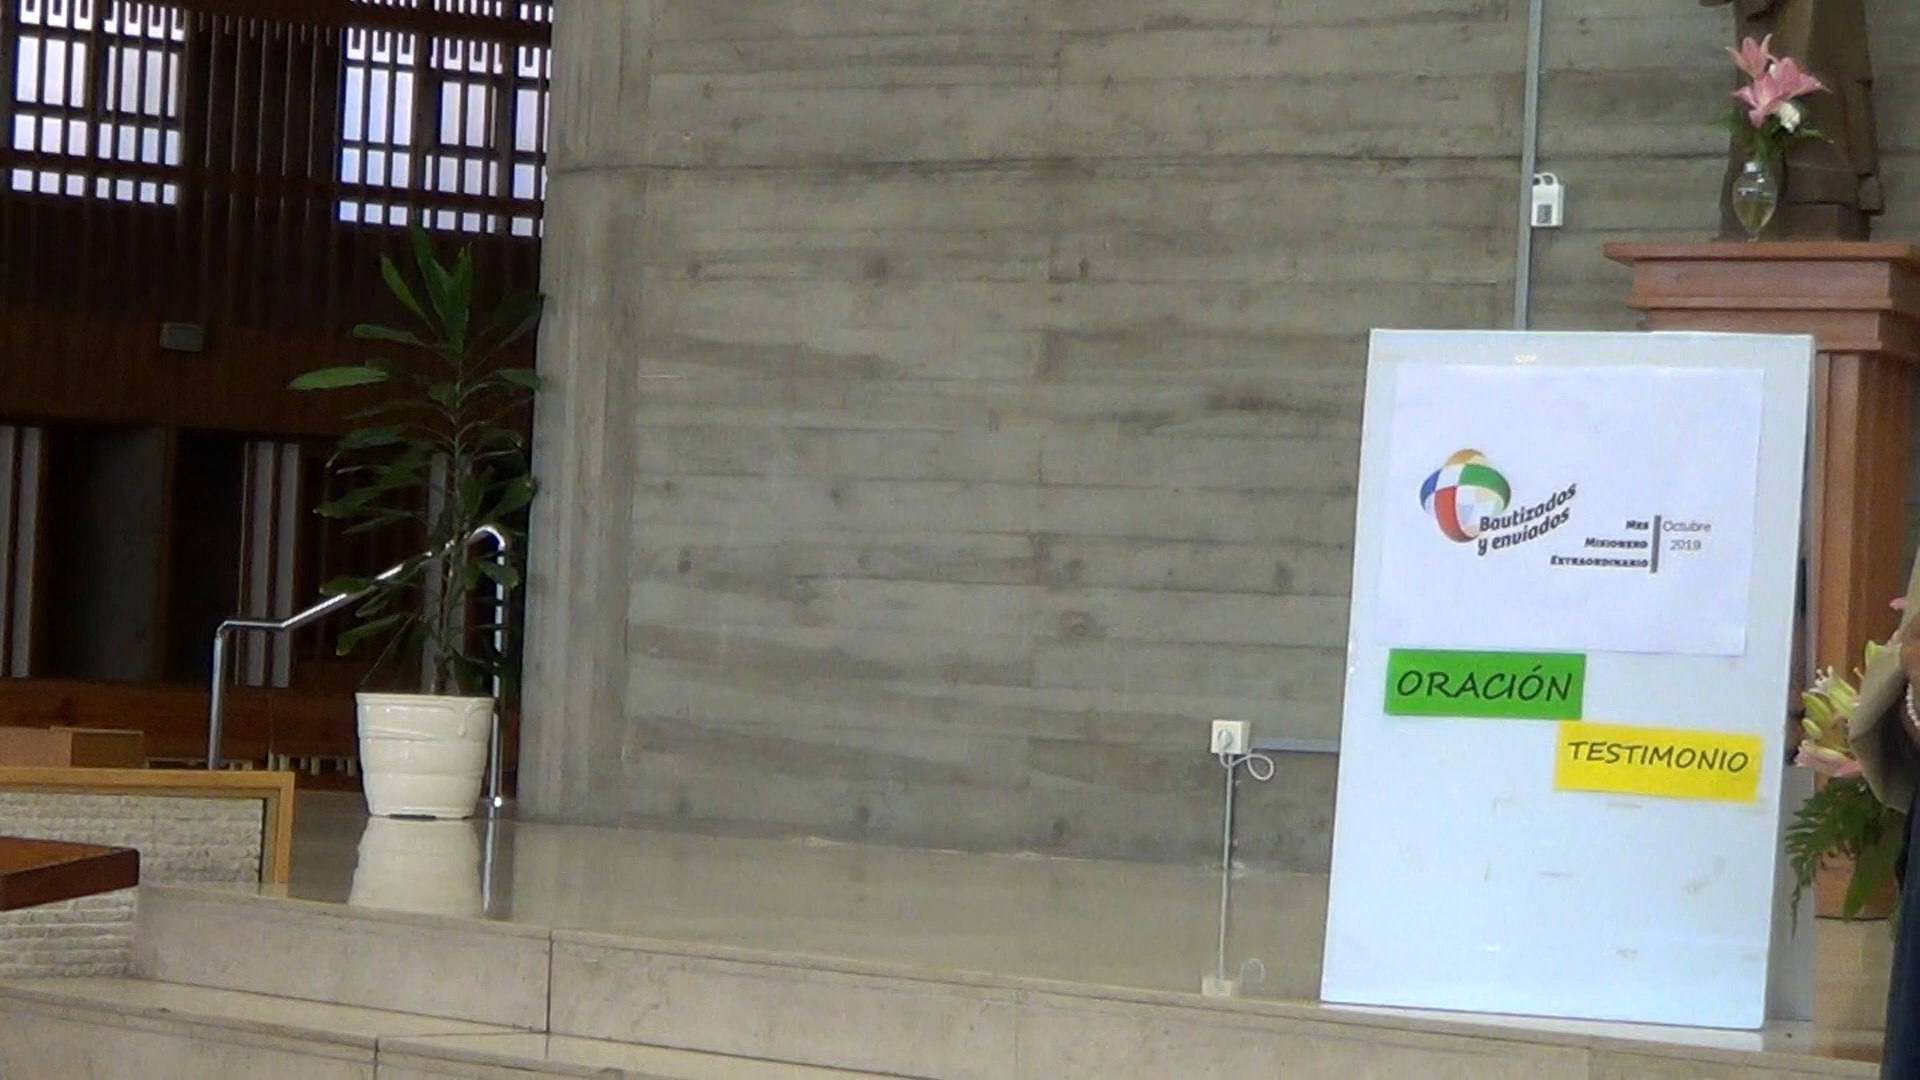 Bautizados
y enviados
MES
MISIONERO
EXTRAORDINARIO
Octubre
2019
ORACIÓN
TESTIMONIO